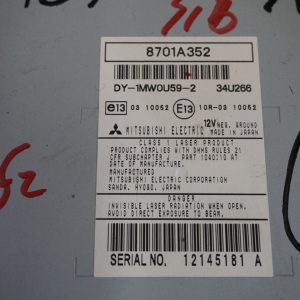 SIB
8701A352
DY-1MW0U59-2 34U266
e13 03 10052 E13 10R-03 10052
MITSUBISHI ELECTRIC 12V NEG. GROUND MADE IN JAPAN
CLASS 1 LASER PRODUCT
PRODUCT COMPLIES WITH DHHS RULES 21
CFR SUBCHAPTER J PART 1040.10 AT
DATE OF MANUFACTURE.
MANUFACTURED
MITSUBISHI ELECTRIC CORPORATION
SANDA, HYOGO, JAPAN
DANGER
INVISIBLE LASER RADIATION WHEN OPEN.
AVOID DIRECT EXPOSURE TO BEAM.
SERIAL NO. 12145181 A